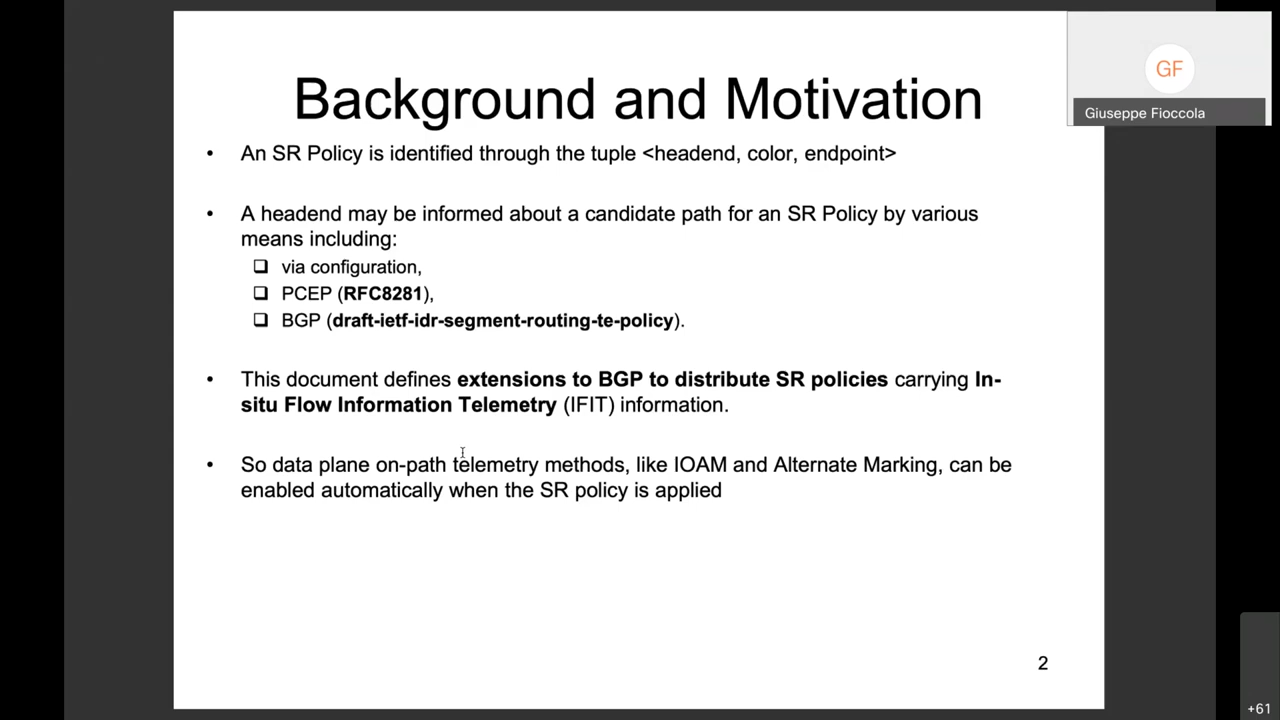 Background and Motivation
GF
Giuseppe Fioccola
• An SR Policy is identified through the tuple <headend, color, endpoint>
• A headend may be informed about a candidate path for an SR Policy by various
means including:
❑ via configuration,
❑ PCEP (RFC8281),
❑ BGP (draft-ietf-idr-segment-routing-te-policy).
• This document defines extensions to BGP to distribute SR policies carrying In-
situ Flow Information Telemetry (IFIT) information.
• So data plane on-path telemetry methods, like IOAM and Alternate Marking, can be
enabled automatically when the SR policy is applied
2
+61